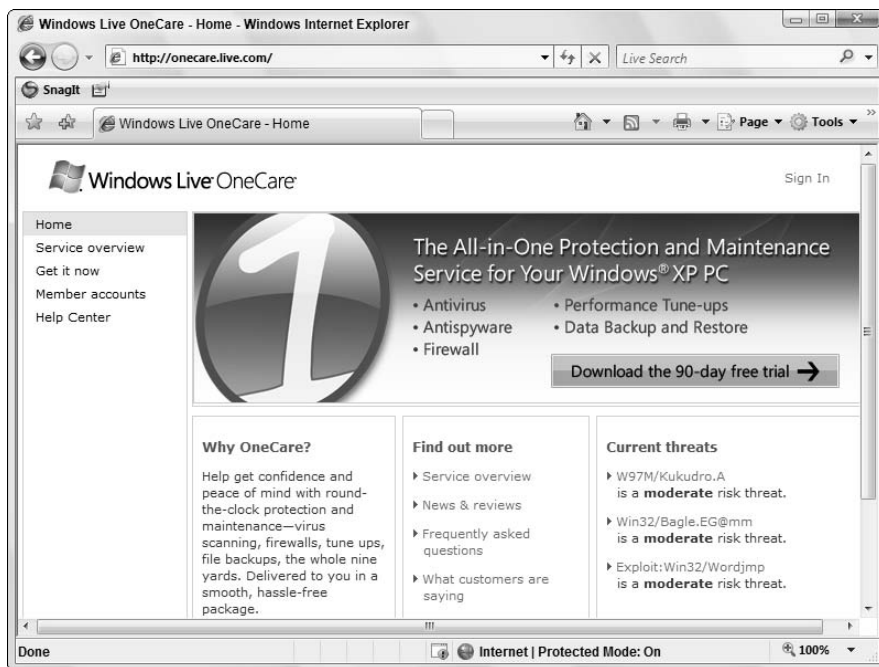 Windows Live OneCare - Home - Windows Internet Explorer
http://onecare.live.com/
Live Search
SnagIt
Windows Live OneCare - Home
Page
Tools
Windows Live OneCare
Sign In
Home
Service overview
Get it now
Member accounts
Help Center
1
The All-in-One Protection and Maintenance
Service for Your Windows® XP PC
• Antivirus
• Antispyware
• Firewall
• Performance Tune-ups
• Data Backup and Restore
Download the 90-day free trial
Why OneCare?
Help get confidence and
peace of mind with round-
the-clock protection and
maintenance—virus
scanning, firewalls, tune ups,
file backups, the whole nine
yards. Delivered to you in a
smooth, hassle-free
package.
Find out more
Service overview
News & reviews
Frequently asked
questions
What customers are
saying
Current threats
W97M/Kukudro.A
is a moderate risk threat.
Win32/Bagle.EG@mm
is a moderate risk threat.
Exploit:Win32/Wordjmp
is a moderate risk threat.
Done
Internet | Protected Mode: On
100%